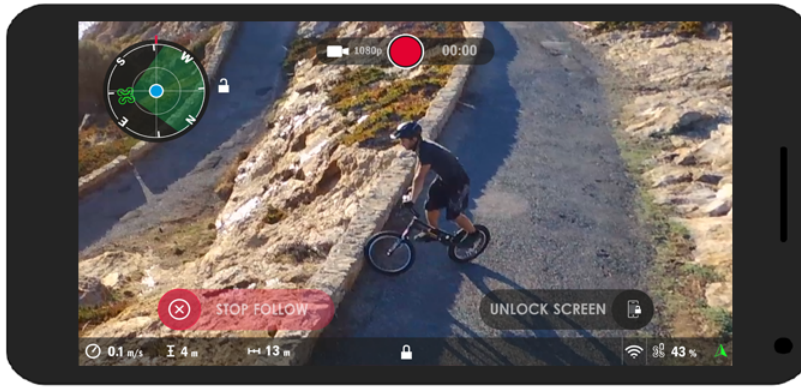 S W
E N
1080p 00:00
STOP FOLLOW
UNLOCK SCREEN
0.1 m/s 4 m 13 m 43 %